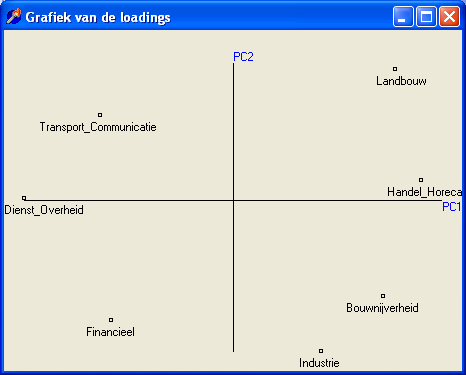 Grafiek van de loadings
PC2
Landbouw
Transport_Communicatie
Handel_Horeca
PC1
Dienst_Overheid
Bouwnijverheid
Financieel
Industrie